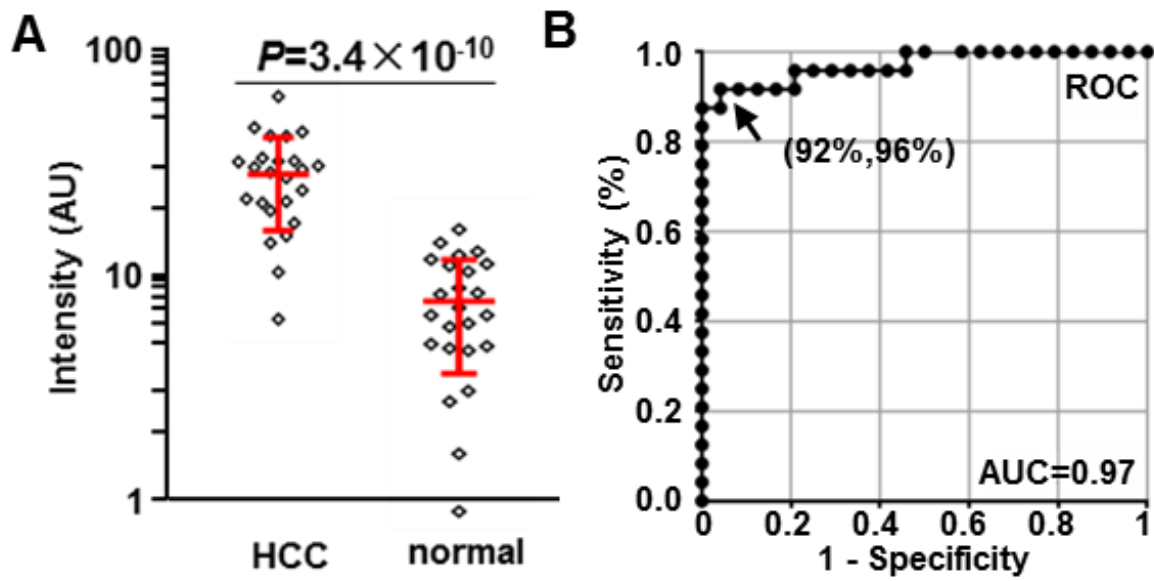 A
P=3.4×10-10
100
10
1
Intensity (AU)
HCC
normal
B
1.0
0.8
0.6
0.4
0.2
0.0
Sensitivity (%)
ROC
(92%,96%)
AUC=0.97
0
0.2
0.4
0.6
0.8
1
1 - Specificity